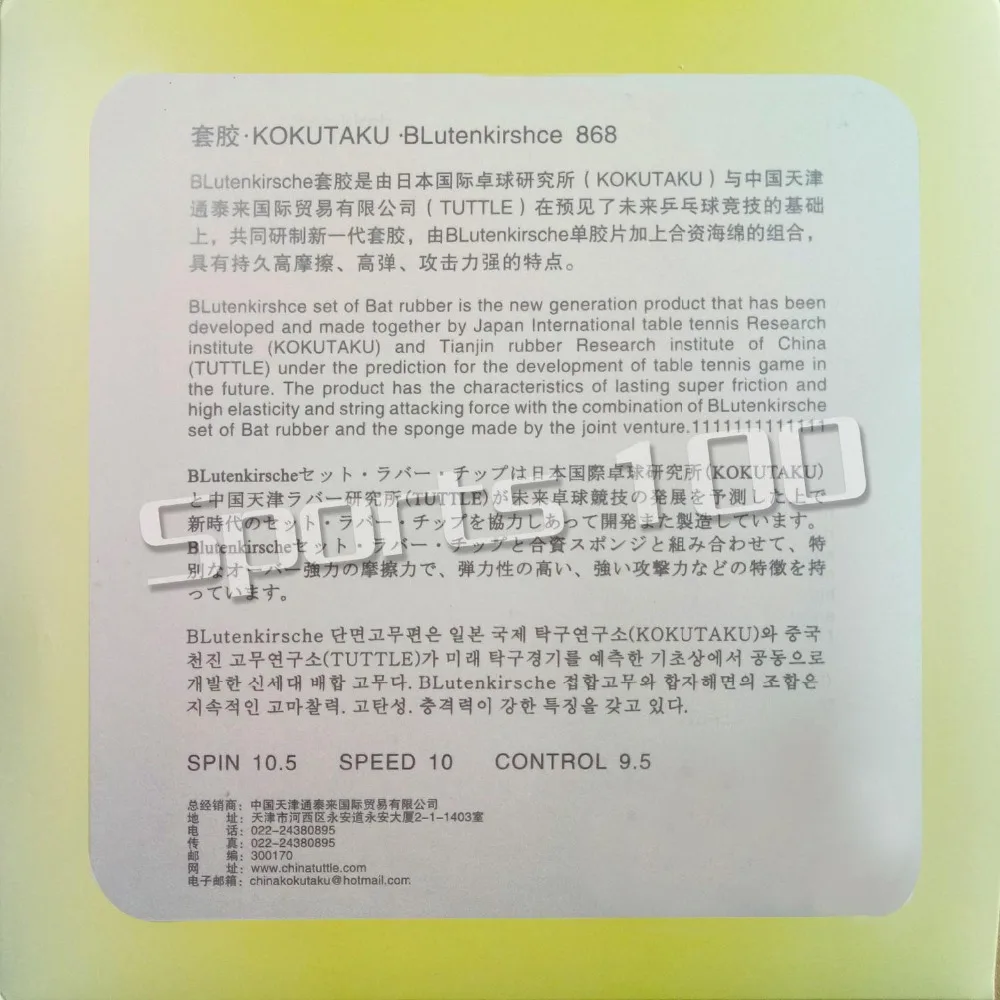 套胶·KOKUTAKU ·BLutenkirshce 868
BLutenkirsche套胶是由日本国际卓球研究所(KOKUTAKU)与中国天津
通泰来国际贸易有限公司(TUTTLE)在预见了未来乒乓球竞技的基础
上，共同研制新一代套胶，由BLutenkirsche单胶片加上合资海绵的组合，
具有持久高摩擦、高弹、攻击力强的特点。
BLutenkirshce set of Bat rubber is the new generation product that has been
developed and made together by Japan International table tennis Research
institute (KOKUTAKU) and Tianjin rubber Research institute of China
(TUTTLE) under the prediction for the development of table tennis game in
the future. The product has the characteristics of lasting super friction and
high elasticity and string attacking force with the combination of BLutenkirsche
set of Bat rubber and the sponge made by the joint venture.1111111111111
BLutenkirscheセット・ラバー・チップは日本国際卓球研究所(KOKUTAKU)
と中国天津ラバー研究所(TUTTLE)が未来卓球競技の発展を予測した上で
新時代のセット・ラバー・チップを協力しあって開発また製造しています。
Blutenkirscheセット・ラバー・チップと合資スポンジと組み合わせて、特
別なオーバー強力の摩擦力で、弾力性の高い、強い攻撃力などの特徴を持
っています。
Sports 100
BLutenkirsche 단면고무편은 일본 국제 탁구연구소(KOKUTAKU)와 중국
천진 고무연구소(TUTTLE)가 미래 탁구경기를 예측한 기초상에서 공동으로
개발한 신세대 배합 고무다. BLutenkirsche 접합고무와 합자해면의 조합은
지속적인 고마찰력. 고탄성. 충격력이 강한 특징을 갖고 있다.
SPIN 10.5 SPEED 10 CONTROL 9.5
总经销商：中国天津通泰来国际贸易有限公司
地 址：天津市河西区永安道永安大厦2-1-1403室
电 话：022-24380895
传 真：022-24380895
邮 编：300170
网 址：www.chinatuttle.com
电子邮箱：chinakokutaku@hotmail.com